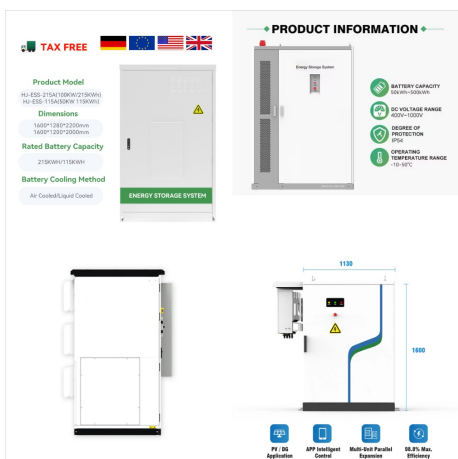 TAX FREE
Product Model
HJ-ESS-215A(100KW/215KWh)
HJ-ESS-115A(50KW 115KWh)
Dimensions
1600*1280*2200mm
1600*1200*2000mm
Rated Battery Capacity
215KWH/115KWH
Battery Cooling Method
Air Cooled/Liquid Cooled
ENERGY STORAGE SYSTEM
PRODUCT INFORMATION
Energy Storage System
BATTERY CAPACITY
50kWh~500kWh
DC VOLTAGE RANGE
400V~1000V
DEGREE OF
PROTECTION
IP54
OPERATING
TEMPERATURE RANGE
-10-50°C
1130
1600
PV / DG
Application
APP Intelligent
Control
Multi-Unit Parallel
Expansion
98.8% Max.
Efficiency